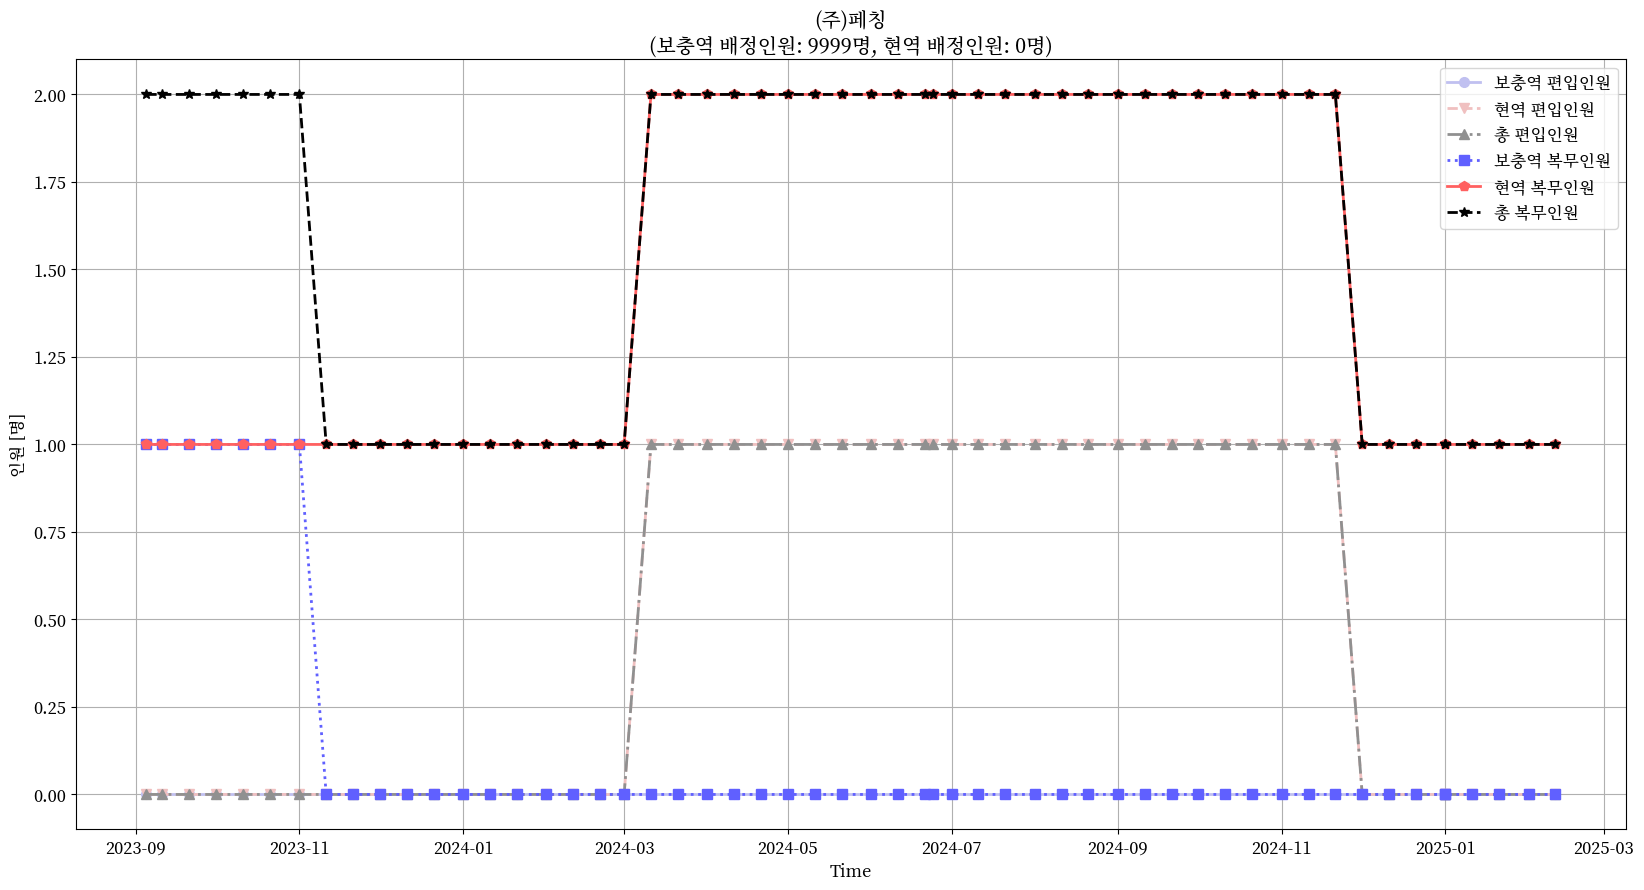 (주)페칭
(보충역 배정인원: 9999명, 현역 배정인원: 0명)
보충역 편입인원
현역 편입인원
총 편입인원
보충역 복무인원
현역 복무인원
총 복무인원
인원 [명]
2.00
1.75
1.50
1.25
1.00
0.75
0.50
0.25
0.00
2023-09
2023-11
2024-01
2024-03
2024-05
2024-07
2024-09
2024-11
2025-01
2025-03
Time